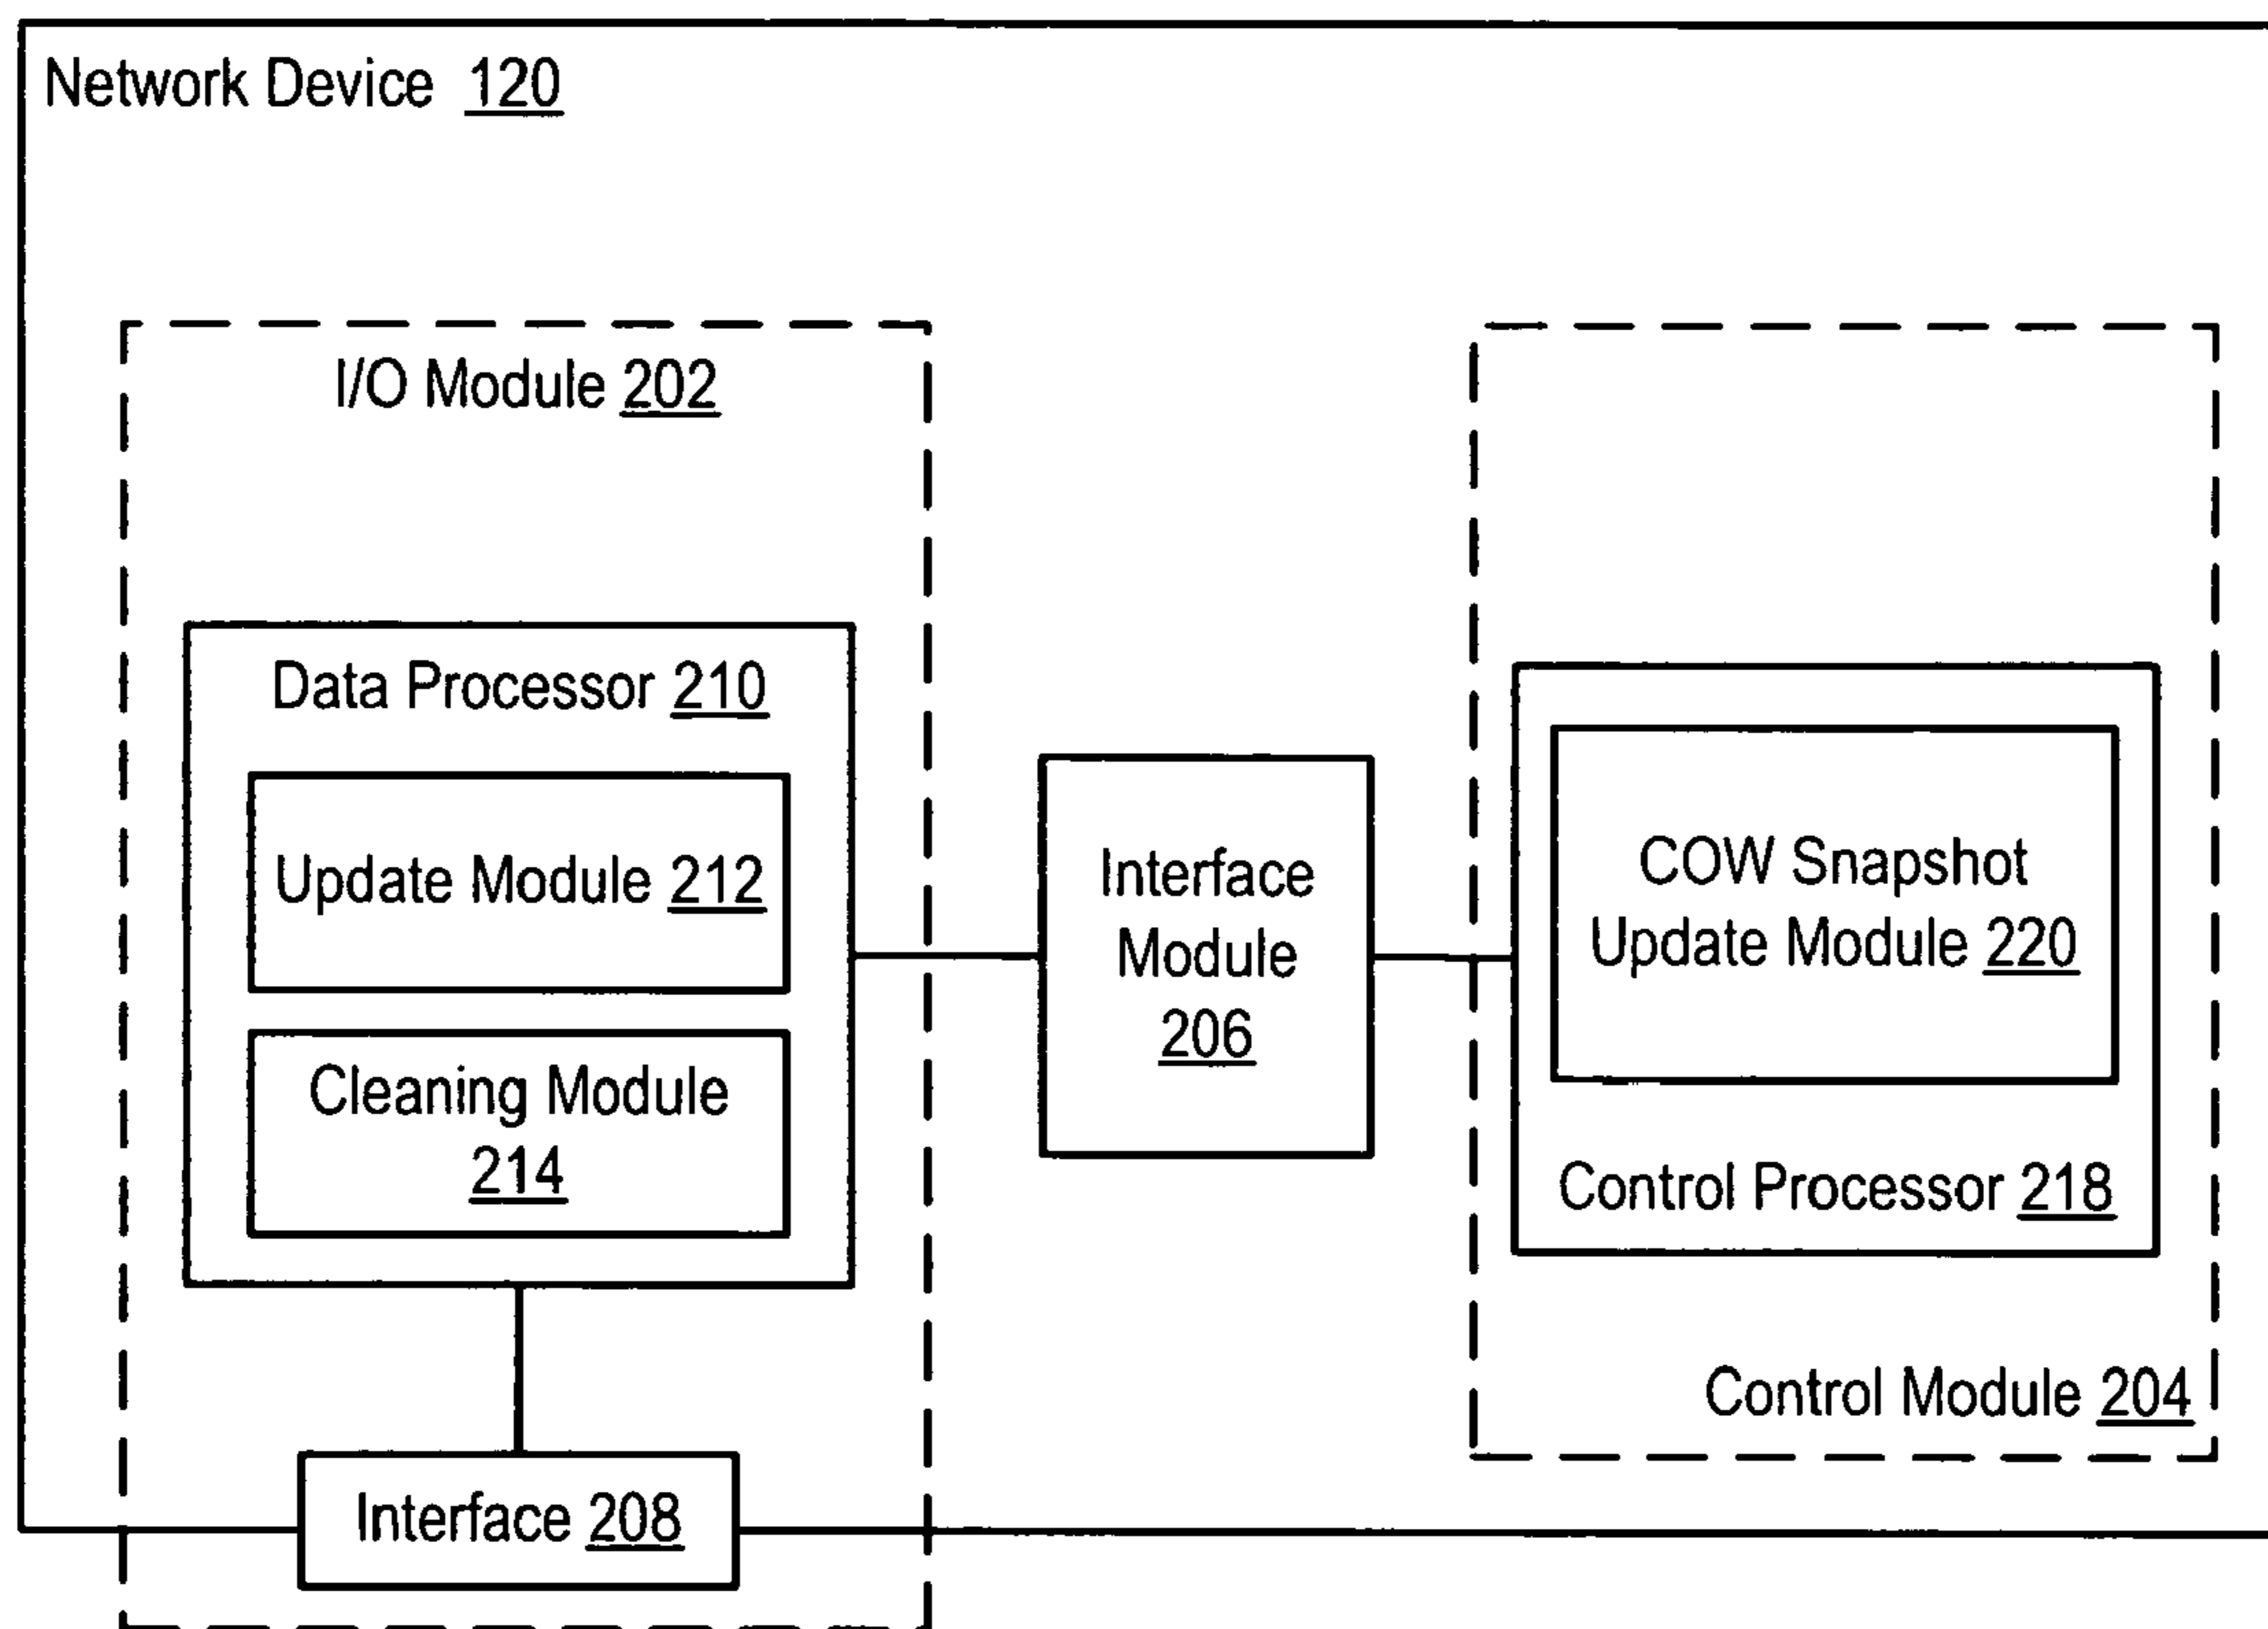 Network Device 120
I/O Module 202
Data Processor 210
Update Module 212
Cleaning Module
214
Interface 208
Interface
Module
206
COW Snapshot
Update Module 220
Control Processor 218
Control Module 204